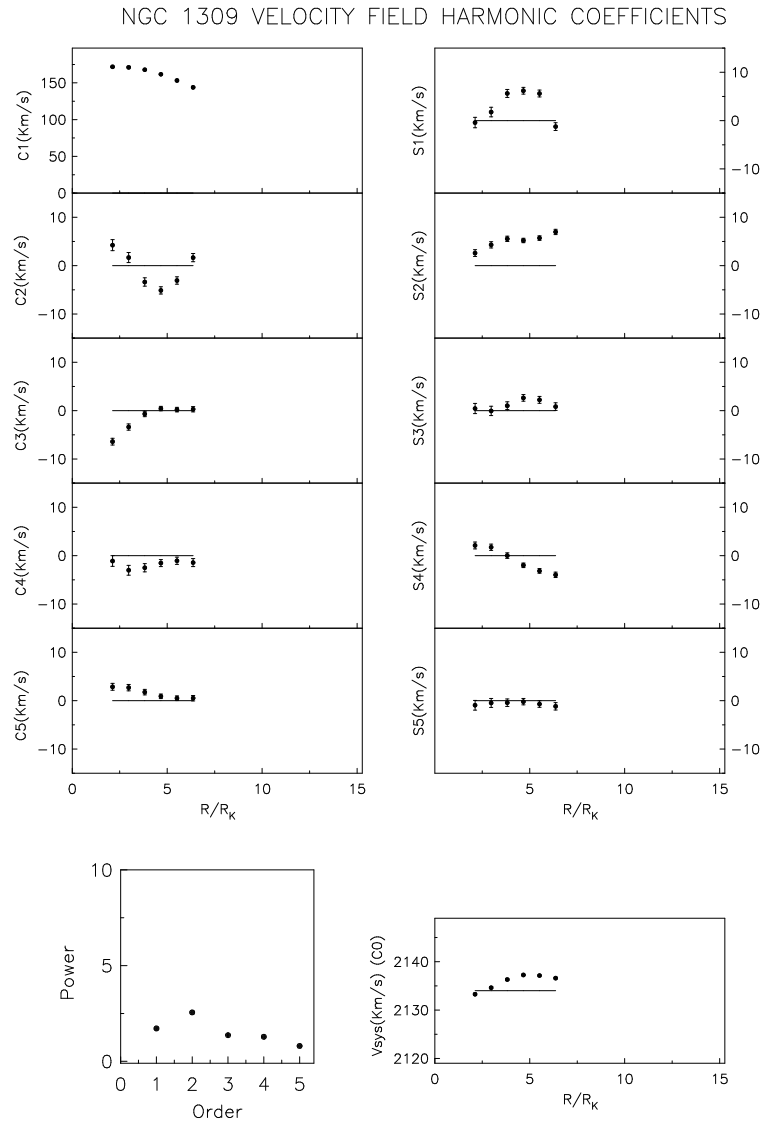 NGC 1309 VELOCITY FIELD HARMONIC COEFFICIENTS
C1(Km/s)
150
100
50
0
S1(Km/s)
10
0
−10
C2(Km/s)
10
0
−10
S2(Km/s)
10
0
−10
C3(Km/s)
10
0
−10
S3(Km/s)
10
0
−10
C4(Km/s)
10
0
−10
S4(Km/s)
10
0
−10
C5(Km/s)
10
0
−10
S5(Km/s)
10
0
−10
0 5 10 15
R/RK
0 5 10 15
R/RK
Power
10
5
0
0 1 2 3 4 5
Order
Vsys(Km/s) (C0)
2140
2130
2120
0 5 10 15
R/RK